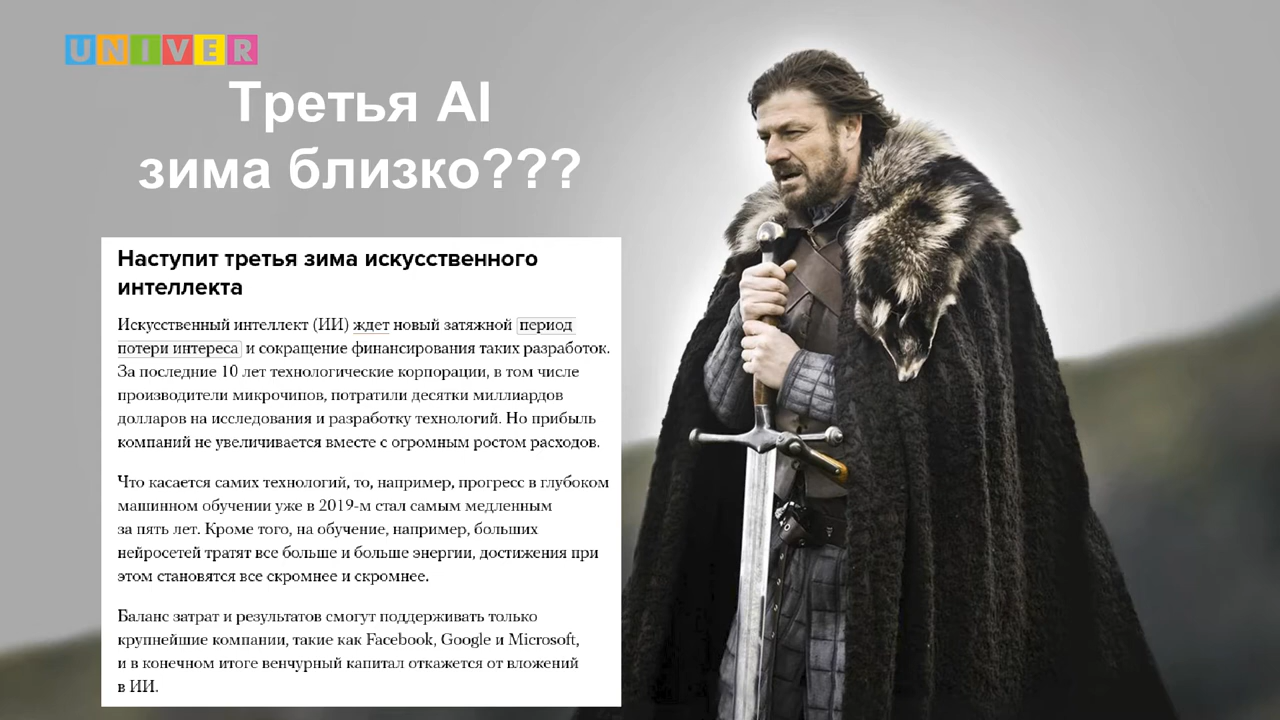 UNIVER
Третья AI
зима близко???
Наступит третья зима искусственного
интеллекта
Искусственный интеллект (ИИ) ждет новый затяжной период
потери интереса и сокращение финансирования таких разработок.
За последние 10 лет технологические корпорации, в том числе
производители микрочипов, потратили десятки миллиардов
долларов на исследования и разработку технологий. Но прибыль
компаний не увеличивается вместе с огромным ростом расходов.
Что касается самих технологий, то, например, прогресс в глубоком
машинном обучении уже в 2019-м стал самым медленным
за пять лет. Кроме того, на обучение, например, больших
нейросетей тратят все больше и больше энергии, достижения при
этом становятся все скромнее и скромнее.
Баланс затрат и результатов смогут поддерживать только
крупнейшие компании, такие как Facebook, Google и Microsoft,
и в конечном итоге венчурный капитал откажется от вложений
в ИИ.